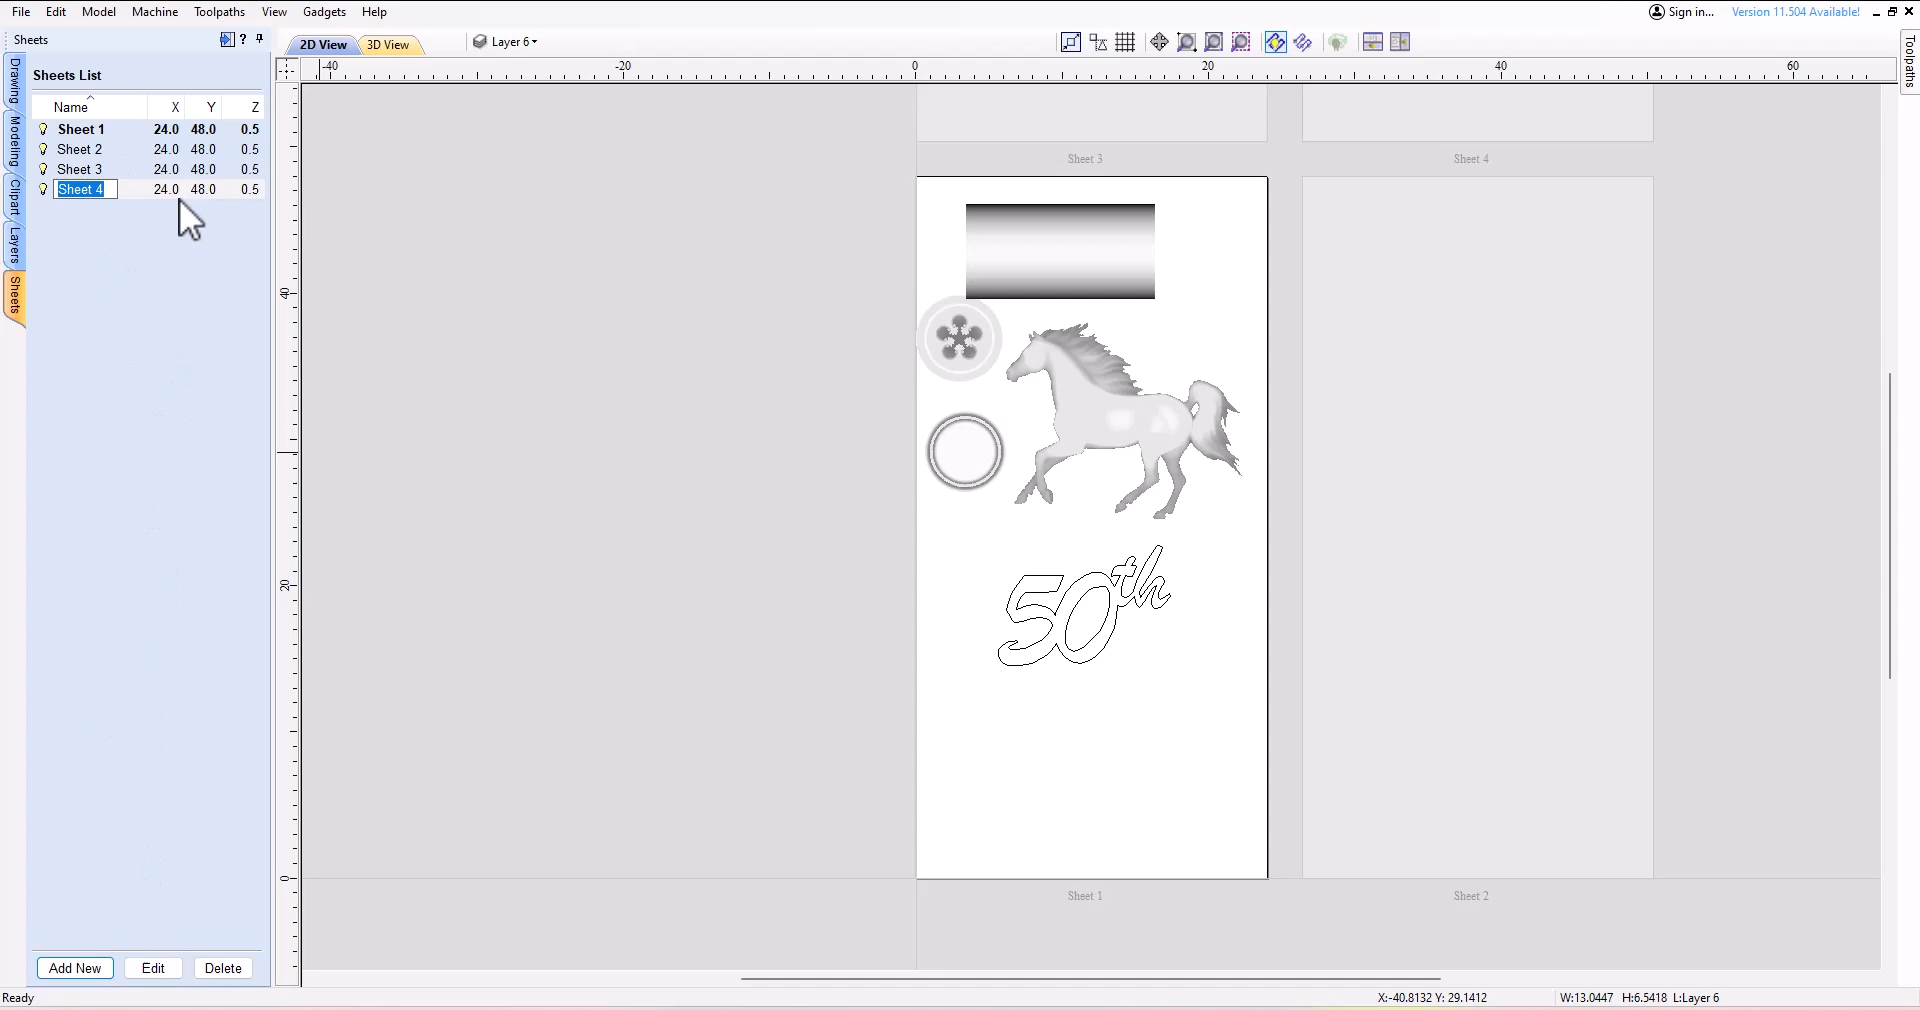 File Edit Model Machine Toolpaths View Gadgets Help
Sign in... Version 11.504 Available!
Sheets ?
2D View 3D View Layer 6
Toolpaths
Drawing
Modeling
Clipart
Layers
Sheets
Sheets List
Name X Y Z
Sheet 1 24.0 48.0 0.5
Sheet 2 24.0 48.0 0.5
Sheet 3 24.0 48.0 0.5
Sheet 4 24.0 48.0 0.5
-40 -20 0 20 40 60
40
20
0
Sheet 3 Sheet 4
50th
Sheet 1 Sheet 2
Add New Edit Delete
Ready X:-40.8132 Y: 29.1412 W:13.0447 H:6.5418 L:Layer 6